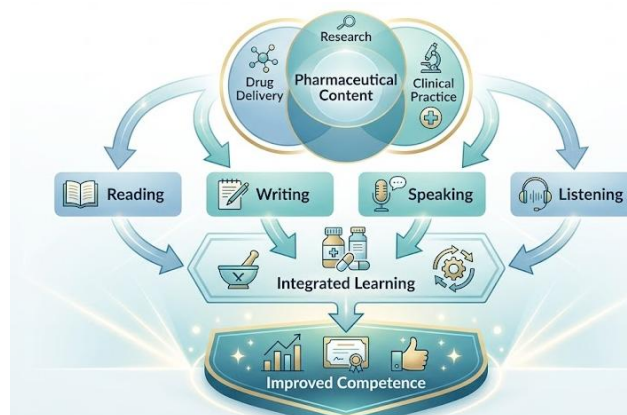 Research
Drug
Delivery
Pharmaceutical
Content
Clinical
Practice
Reading
Writing
Speaking
Listening
Integrated Learning
Improved Competence